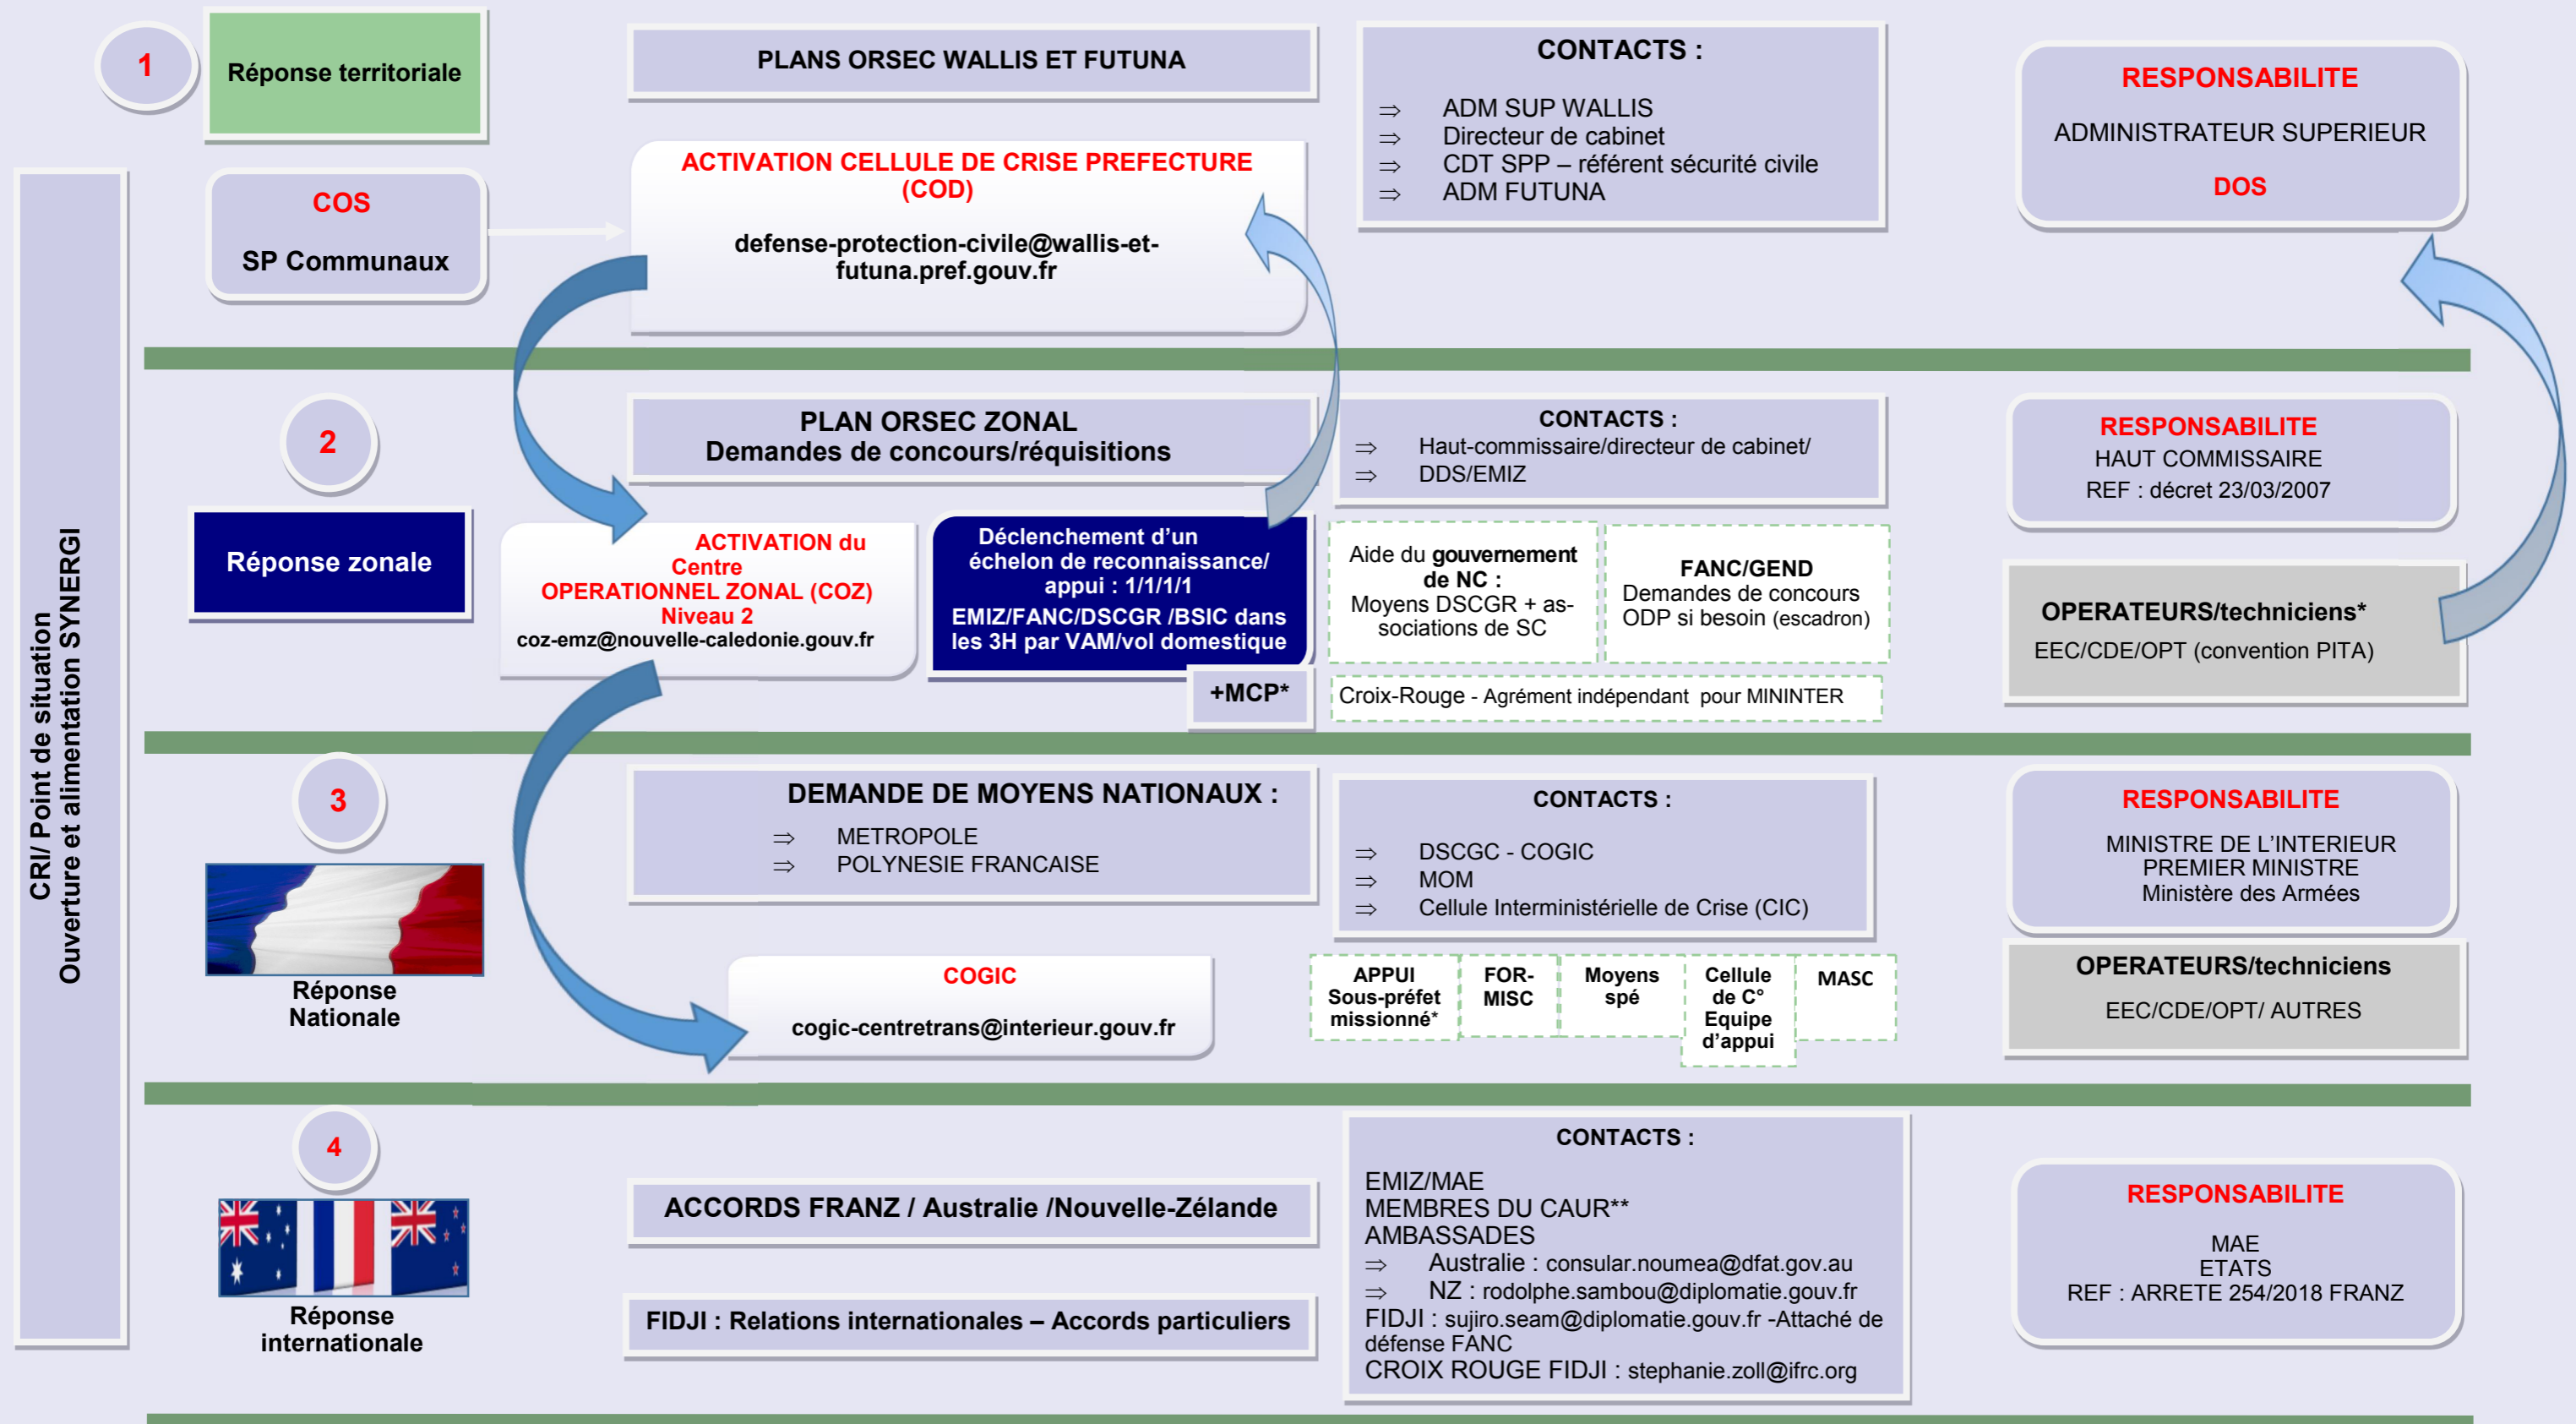 1
Réponse territoriale
PLANS ORSEC WALLIS ET FUTUNA
CONTACTS :
⇒ ADM SUP WALLIS
⇒ Directeur de cabinet
⇒ CDT SPP – référent sécurité civile
⇒ ADM FUTUNA
RESPONSABILITE
ADMINISTRATEUR SUPERIEUR
DOS
COS
SP Communaux
ACTIVATION CELLULE DE CRISE PREFECTURE
(COD)
defense-protection-civile@wallis-et-
futuna.pref.gouv.fr
CRI/ Point de situation
Ouverture et alimentation SYNERGI
2
Réponse zonale
PLAN ORSEC ZONAL
Demandes de concours/réquisitions
CONTACTS :
⇒ Haut-commissaire/directeur de cabinet/
⇒ DDS/EMIZ
RESPONSABILITE
HAUT COMMISSAIRE
REF : décret 23/03/2007
ACTIVATION du
Centre
OPERATIONNEL ZONAL (COZ)
Niveau 2
coz-emz@nouvelle-caledonie.gouv.fr
Déclenchement d'un
échelon de reconnaissance/
appui : 1/1/1/1
EMIZ/FANC/DSCGR /BSIC dans
les 3H par VAM/vol domestique
+MCP*
Aide du gouvernement
de NC :
Moyens DSCGR + as-
sociations de SC
FANC/GEND
Demandes de concours
ODP si besoin (escadron)
Croix-Rouge - Agrément indépendant pour MININTER
OPERATEURS/techniciens*
EEC/CDE/OPT (convention PITA)
3
Réponse
Nationale
DEMANDE DE MOYENS NATIONAUX :
⇒ METROPOLE
⇒ POLYNESIE FRANCAISE
CONTACTS :
⇒ DSCGC - COGIC
⇒ MOM
⇒ Cellule Interministérielle de Crise (CIC)
RESPONSABILITE
MINISTRE DE L'INTERIEUR
PREMIER MINISTRE
Ministère des Armées
COGIC
cogic-centretrans@interieur.gouv.fr
APPUI
Sous-préfet
missionné*
FOR-
MISC
Moyens
spé
Cellule
de C°
Equipe
d'appui
MASC
OPERATEURS/techniciens
EEC/CDE/OPT/ AUTRES
4
Réponse
internationale
ACCORDS FRANZ / Australie /Nouvelle-Zélande
FIDJI : Relations internationales – Accords particuliers
CONTACTS :
EMIZ/MAE
MEMBRES DU CAUR**
AMBASSADES
⇒ Australie : consular.noumea@dfat.gov.au
⇒ NZ : rodolphe.sambou@diplomatie.gouv.fr
FIDJI : sujiro.seam@diplomatie.gouv.fr -Attaché de
défense FANC
CROIX ROUGE FIDJI : stephanie.zoll@ifrc.org
RESPONSABILITE
MAE
ETATS
REF : ARRETE 254/2018 FRANZ